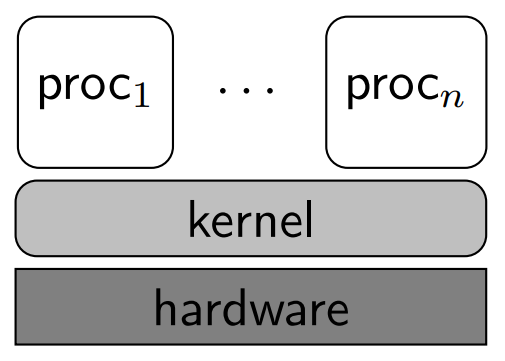 proc₁ ... procₙ
kernel
hardware